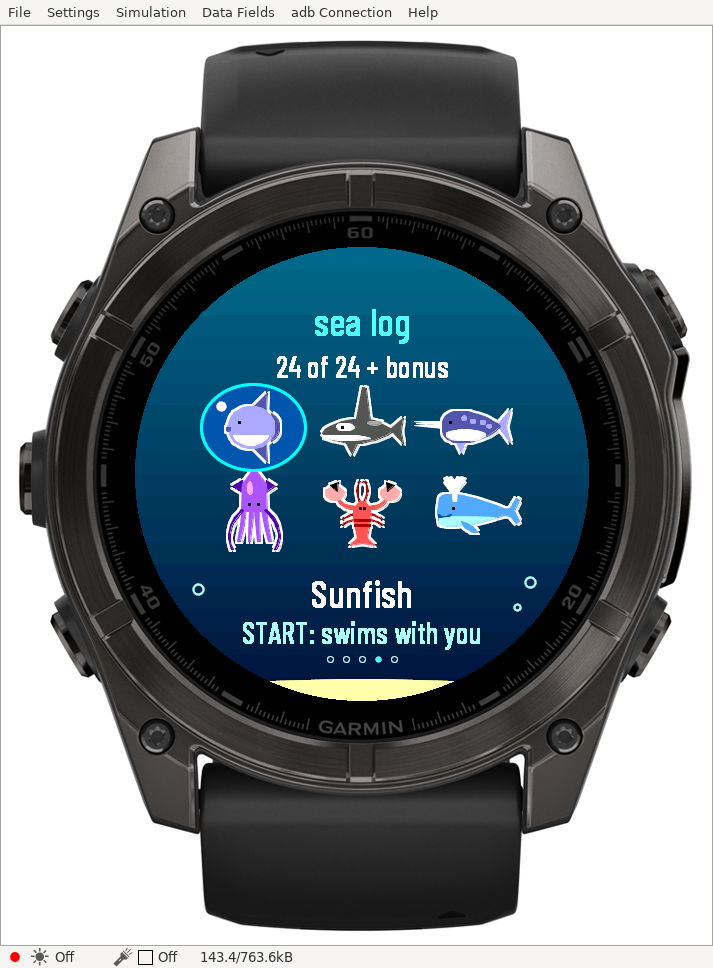 File Settings Simulation Data Fields adb Connection Help
60
50
sea log
24 of 24 + bonus
Sunfish
START: swims with you
40
20
GARMIN
Off Off 143.4/763.6kB